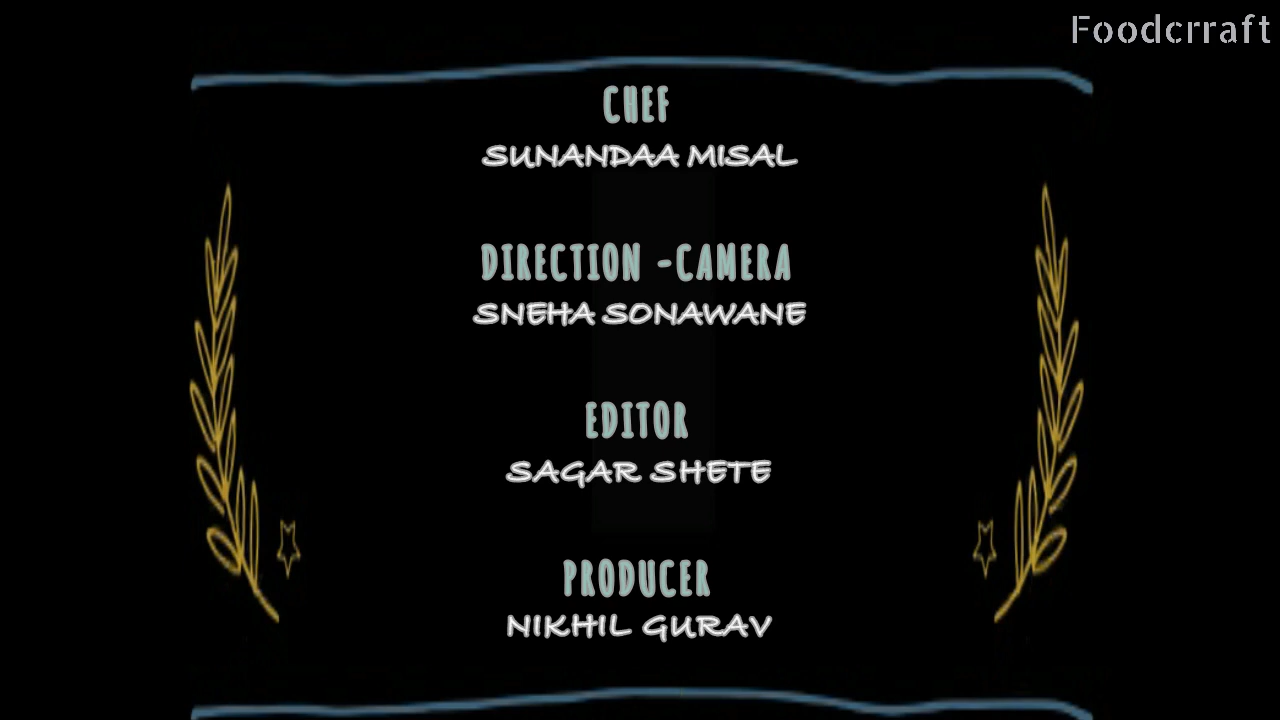 Foodcrraft
CHEF
SUNANDAA MISAL
DIRECTION -CAMERA
SNEHA SONAWANE
EDITOR
SAGAR SHETE
PRODUCER
NIKHIL GURAV